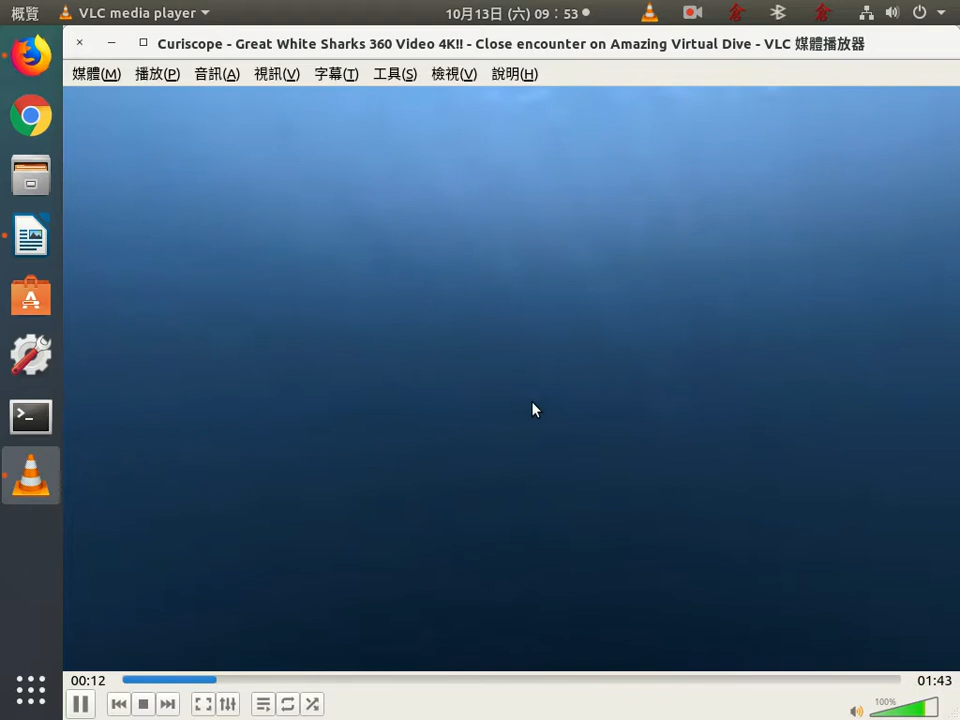 概覽 VLC media player 10月13日 (六) 09：53 倉 倉
Curiscope - Great White Sharks 360 Video 4K!! - Close encounter on Amazing Virtual Dive - VLC 媒體播放器
媒體(M) 播放(P) 音訊(A) 視訊(V) 字幕(T) 工具(S) 檢視(V) 說明(H)
00:12 01:43
100%